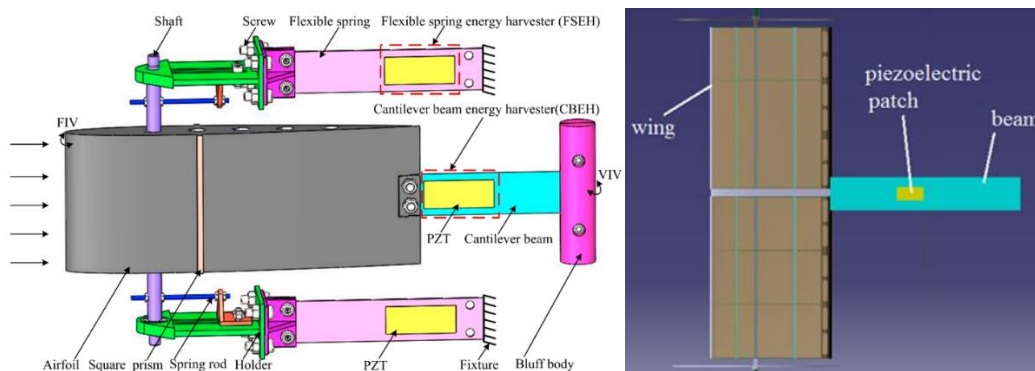 Shaft
Screw
Flexible spring
Flexible spring energy harvester (FSEH)
Cantilever beam energy harvester(CBEH)
FIV
VIV
PZT
Cantilever beam
Airfoil
Square prism
Spring rod
Holder
PZT
Fixture
Bluff body
piezoelectric
patch
wing
beam